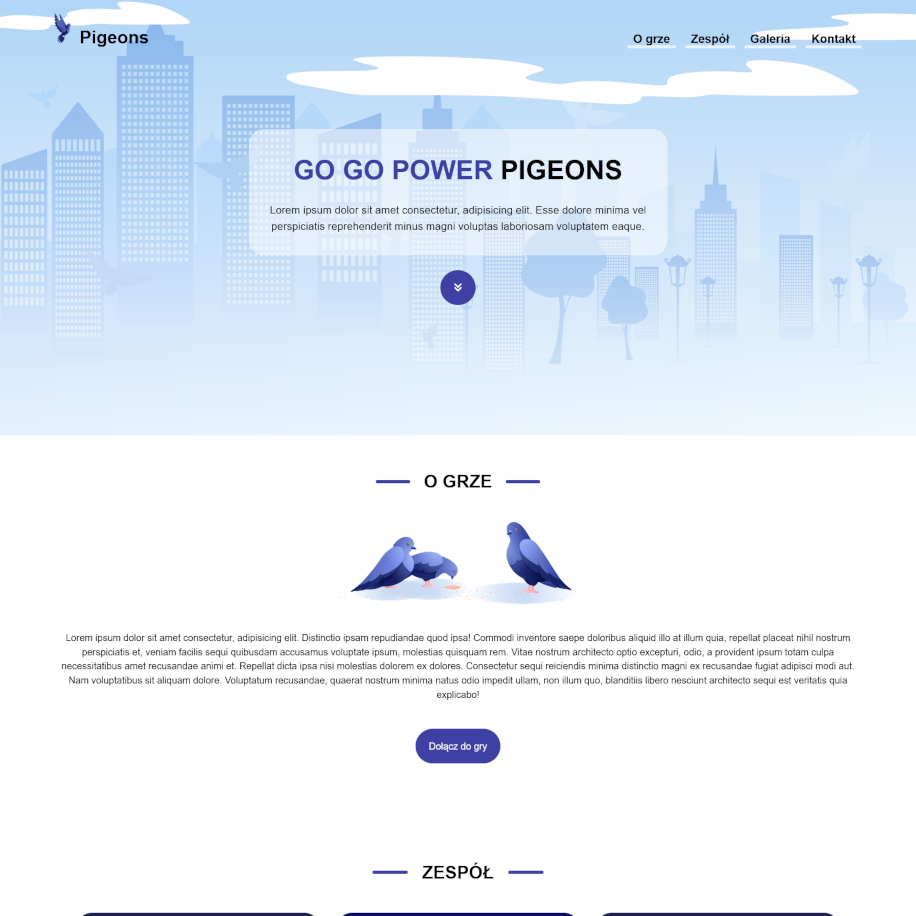 Pigeons
O grze Zespół Galeria Kontakt
GO GO POWER PIGEONS
Lorem ipsum dolor sit amet consectetur, adipisicing elit. Esse dolore minima vel
perspiciatis reprehenderit minus magni voluptas laboriosam voluptatem eaque.
O GRZE
Lorem ipsum dolor sit amet consectetur, adipisicing elit. Distinctio ipsam repudiandae quod ipsa! Commodi inventore saepe doloribus aliquid illo at illum quia, repellat placeat nihil nostrum
perspiciatis et, veniam facilis sequi quibusdam accusamus voluptate ipsum, molestias quisquam rem. Vitae nostrum architecto optio excepturi, odio, a provident ipsum totam culpa
necessitatibus amet recusandae animi et. Repellat dicta ipsa nisi molestias dolorem ex dolores. Consectetur sequi reiciendis minima distinctio magni ex recusandae fugiat adipisci modi aut.
Nam voluptatibus sit aliquam dolore. Voluptatum recusandae, quaerat nostrum minima natus odio impedit ullam, non illum quo, blanditiis libero nesciunt architecto sequi est veritatis quia
explicabo!
Dołącz do gry
ZESPÓŁ